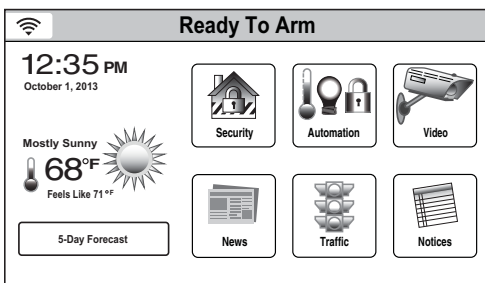 Ready To Arm
12:35 PM
October 1, 2013
Mostly Sunny
68°F
Feels Like 71°F
5-Day Forecast
Security
Automation
Video
News
Traffic
Notices